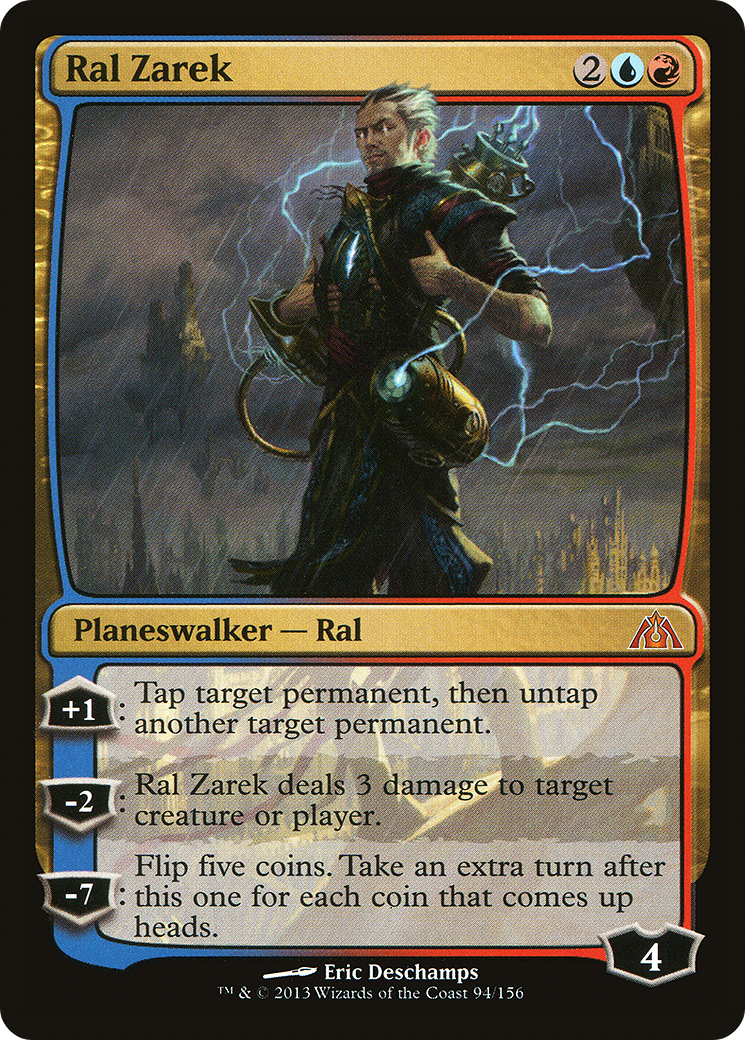 Ral Zarek 2
Planeswalker — Ral
+1: Tap target permanent, then untap
another target permanent.
-2: Ral Zarek deals 3 damage to target
creature or player.
Flip five coins. Take an extra turn after
-7: this one for each coin that comes up
heads.
4
Eric Deschamps
™ & © 2013 Wizards of the Coast 94/156